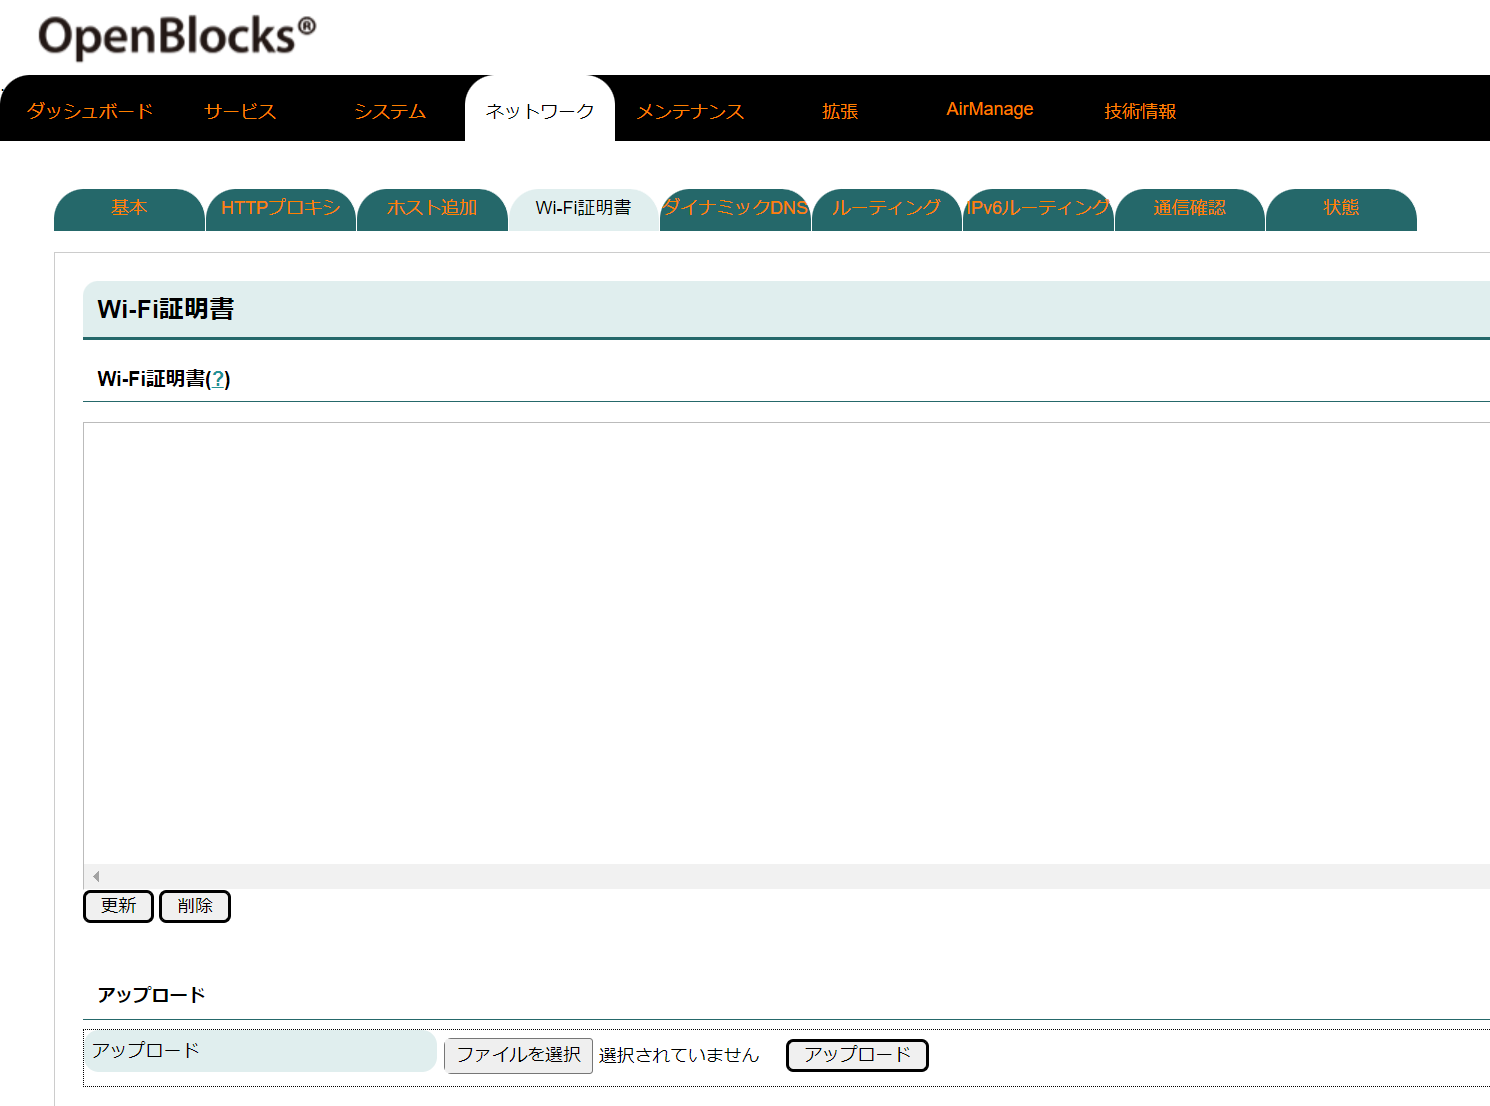 OpenBlocks®
ダッシュボード サービス システム ネットワーク メンテナンス 拡張 AirManage 技術情報
基本 HTTPプロキシ ホスト追加 Wi-Fi証明書 ダイナミックDNS ルーティング IPv6ルーティング 通信確認 状態
Wi-Fi証明書
Wi-Fi証明書(?)
更新 削除
アップロード
アップロード ファイルを選択 選択されていません アップロード